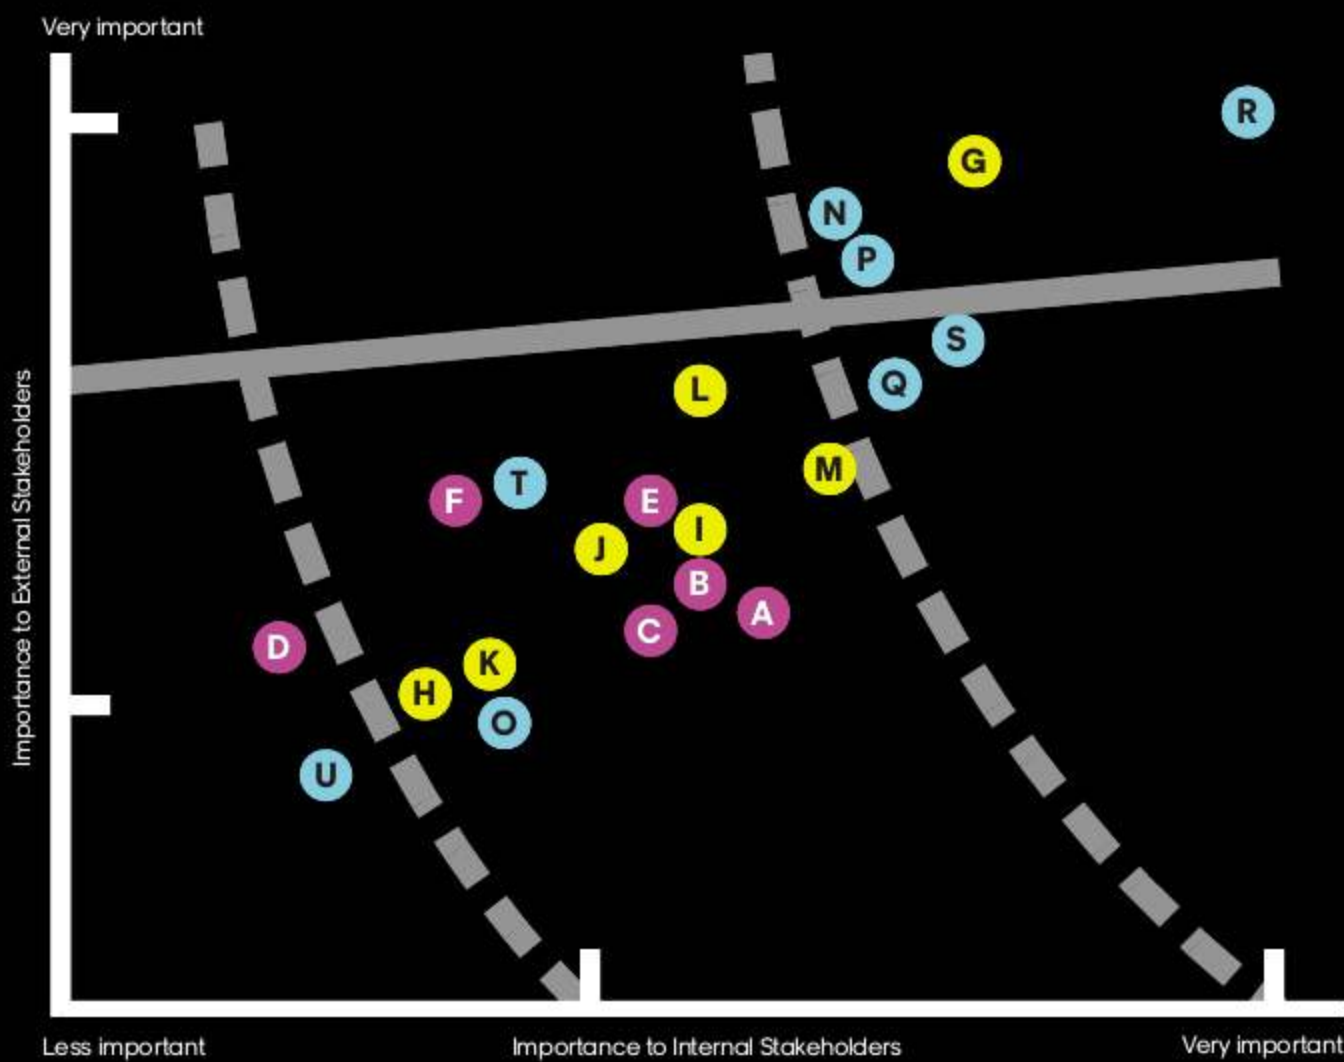 Very important
R
G
N
P
S
Q
L
M
T
F
E
I
J
B
A
C
D
K
H
O
U
Importance to External Stakeholders
Less important
Importance to Internal Stakeholders
Very important